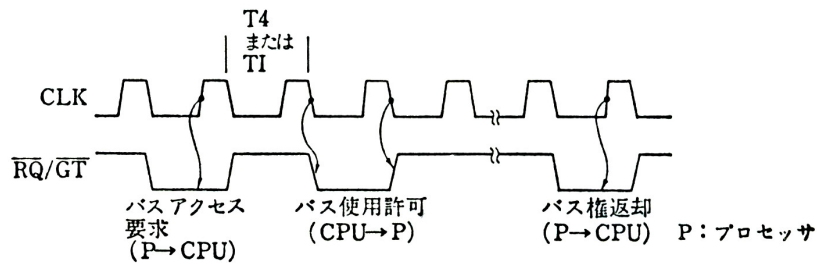 T4
または
TI
CLK
RQ/GT
バスアクセス
要求
(P→CPU)
バス使用許可
(CPU→P)
バス権返却
(P→CPU)
P：プロセッサ